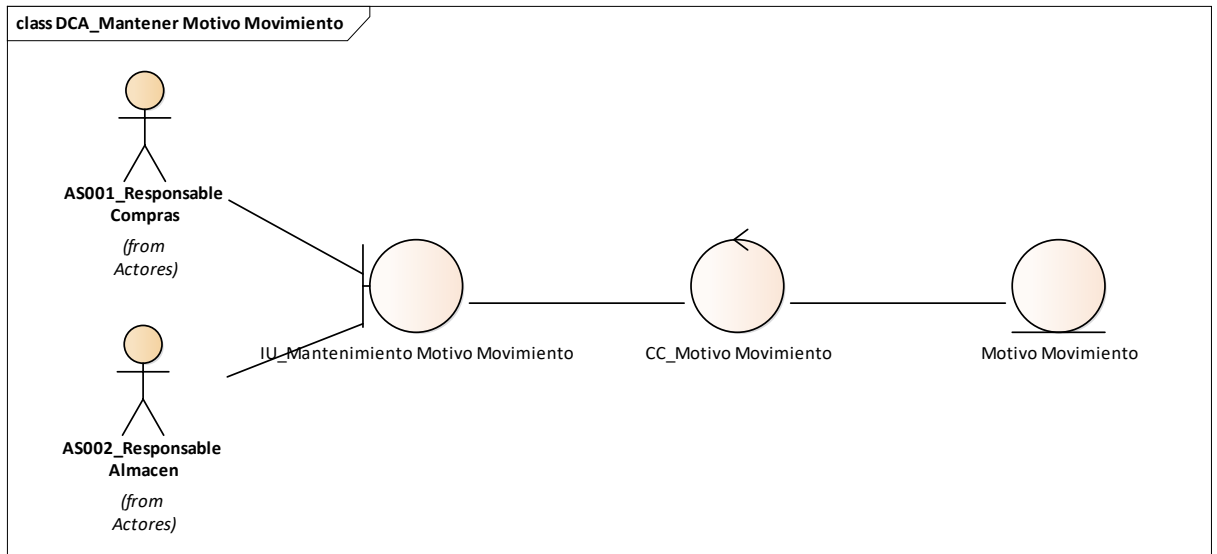 class DCA_Mantener Motivo Movimiento
AS001_Responsable
Compras
(from
Actores)
IU_Mantenimiento Motivo Movimiento
CC_Motivo Movimiento
Motivo Movimiento
AS002_Responsable
Almacen
(from
Actores)